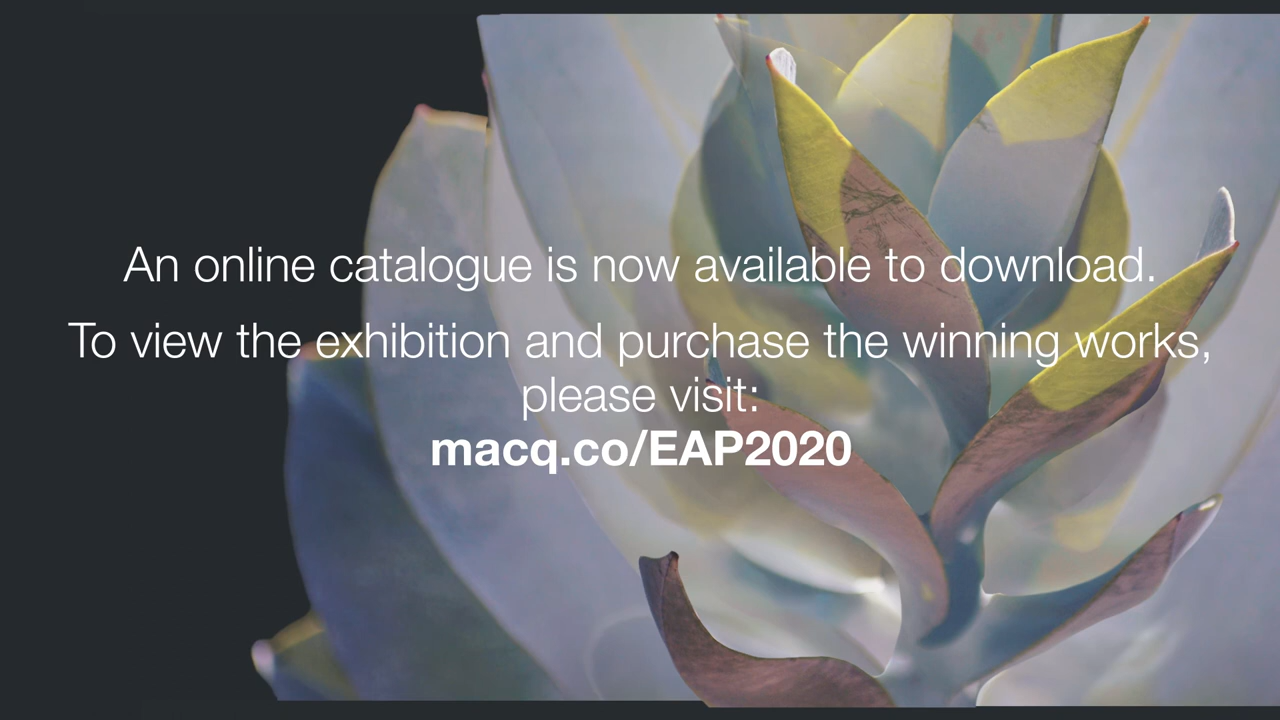 An online catalogue is now available to download.
To view the exhibition and purchase the winning works,
please visit:
macq.co/EAP2020